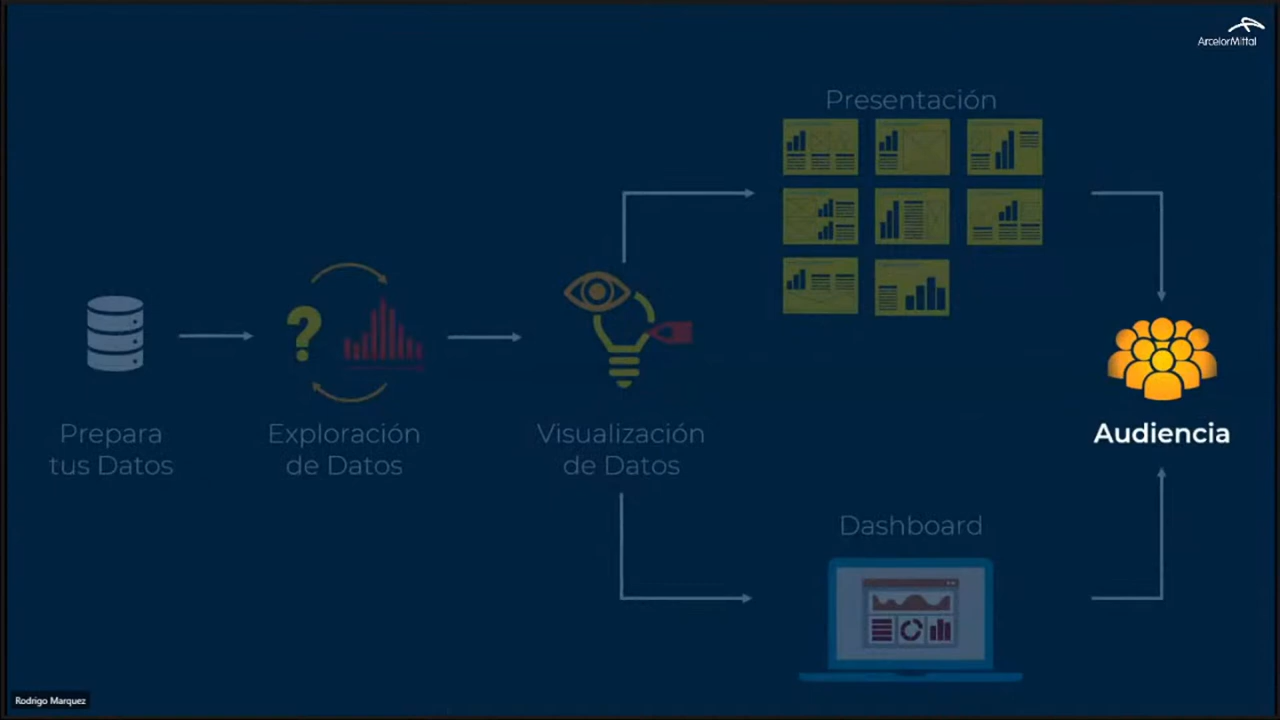 ArcelorMittal
Presentación
Prepara
tus Datos
Exploración
de Datos
Visualización
de Datos
Audiencia
Dashboard
Rodrigo Marquez